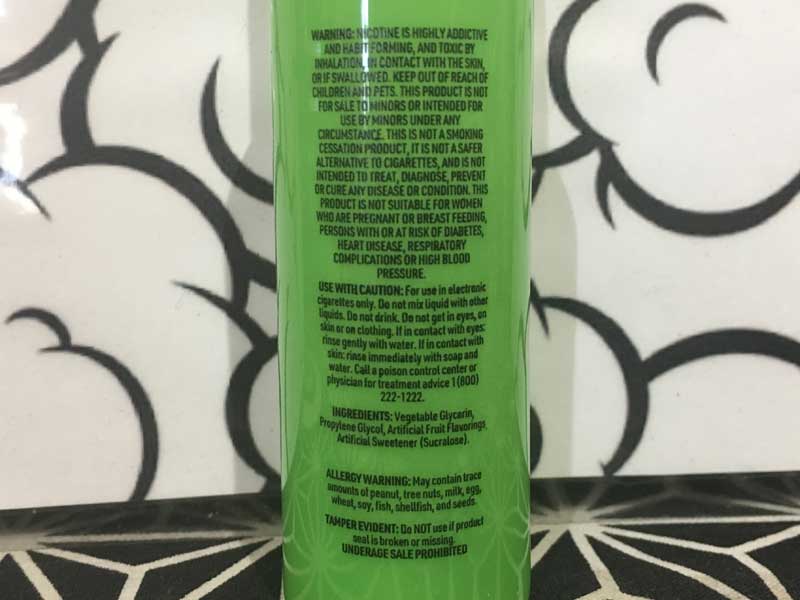 WARNING: NICOTINE IS HIGHLY ADDICTIVE
AND HABIT FORMING, AND TOXIC BY
INHALATION, IN CONTACT WITH THE SKIN,
OR IF SWALLOWED. KEEP OUT OF REACH OF
CHILDREN AND PETS. THIS PRODUCT IS NOT
FOR SALE TO MINORS OR INTENDED FOR
USE BY MINORS UNDER ANY
CIRCUMSTANCE. THIS IS NOT A SMOKING
CESSATION PRODUCT, IT IS NOT A SAFER
ALTERNATIVE TO CIGARETTES, AND IS NOT
INTENDED TO TREAT, DIAGNOSE, PREVENT
OR CURE ANY DISEASE OR CONDITION. THIS
PRODUCT IS NOT SUITABLE FOR WOMEN
WHO ARE PREGNANT OR BREAST FEEDING,
PERSONS WITH OR AT RISK OF DIABETES,
HEART DISEASE, RESPIRATORY
COMPLICATIONS OR HIGH BLOOD
PRESSURE.
USE WITH CAUTION: For use in electronic
cigarettes only. Do not mix liquid with other
liquids. Do not drink. Do not get in eyes, on
skin or on clothing. If in contact with eyes:
rinse gently with water. If in contact with
skin: rinse immediately with soap and
water. Call a poison control center or
physician for treatment advice 1 (800)
222-1222.
INGREDIENTS: Vegetable Glycerin,
Propylene Glycol, Artificial Fruit Flavorings,
Artificial Sweetener (Sucralose).
ALLERGY WARNING: May contain trace
amounts of peanut, tree nuts, milk, egg,
wheat, soy, fish, shellfish, and seeds.
TAMPER EVIDENT: Do NOT use if product
seal is broken or missing.
UNDERAGE SALE PROHIBITED